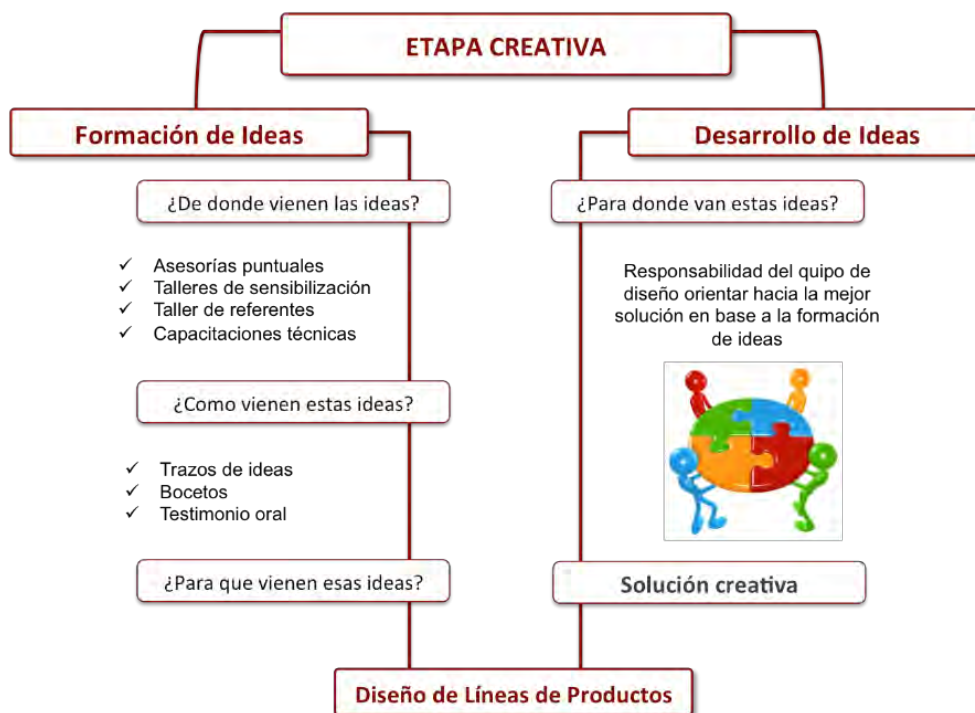 ETAPA CREATIVA
Formación de Ideas
¿De donde vienen las ideas?
✓ Asesorías puntuales
✓ Talleres de sensibilización
✓ Taller de referentes
✓ Capacitaciones técnicas
¿Como vienen estas ideas?
✓ Trazos de ideas
✓ Bocetos
✓ Testimonio oral
¿Para que vienen esas ideas?
Desarrollo de Ideas
¿Para donde van estas ideas?
Responsabilidad del quipo de
diseño orientar hacia la mejor
solución en base a la formación
de ideas
Solución creativa
Diseño de Líneas de Productos